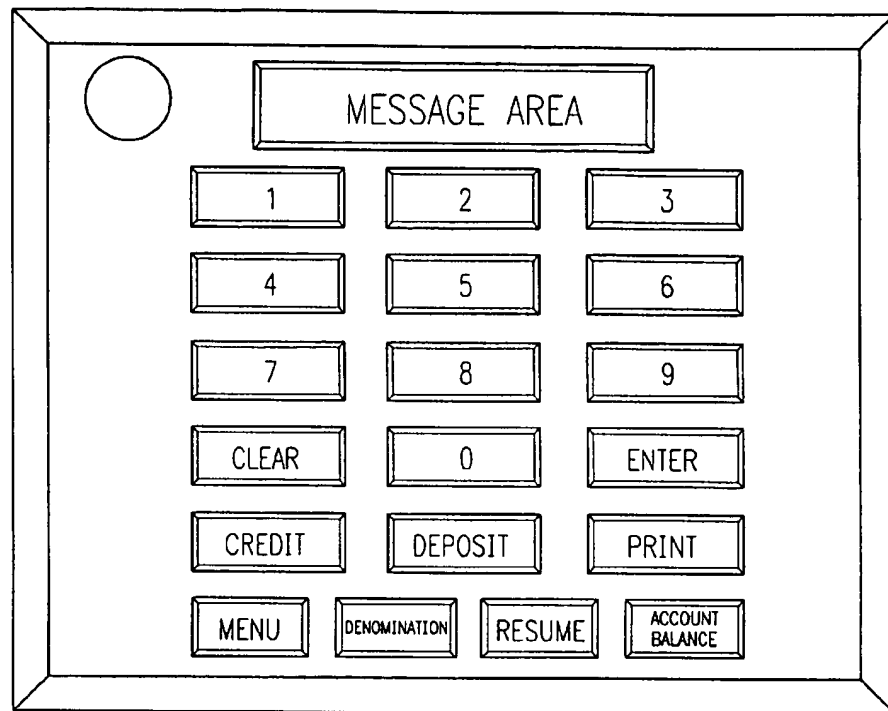 MESSAGE AREA
1 2 3
4 5 6
7 8 9
CLEAR 0 ENTER
CREDIT DEPOSIT PRINT
MENU DENOMINATION RESUME ACCOUNT
BALANCE